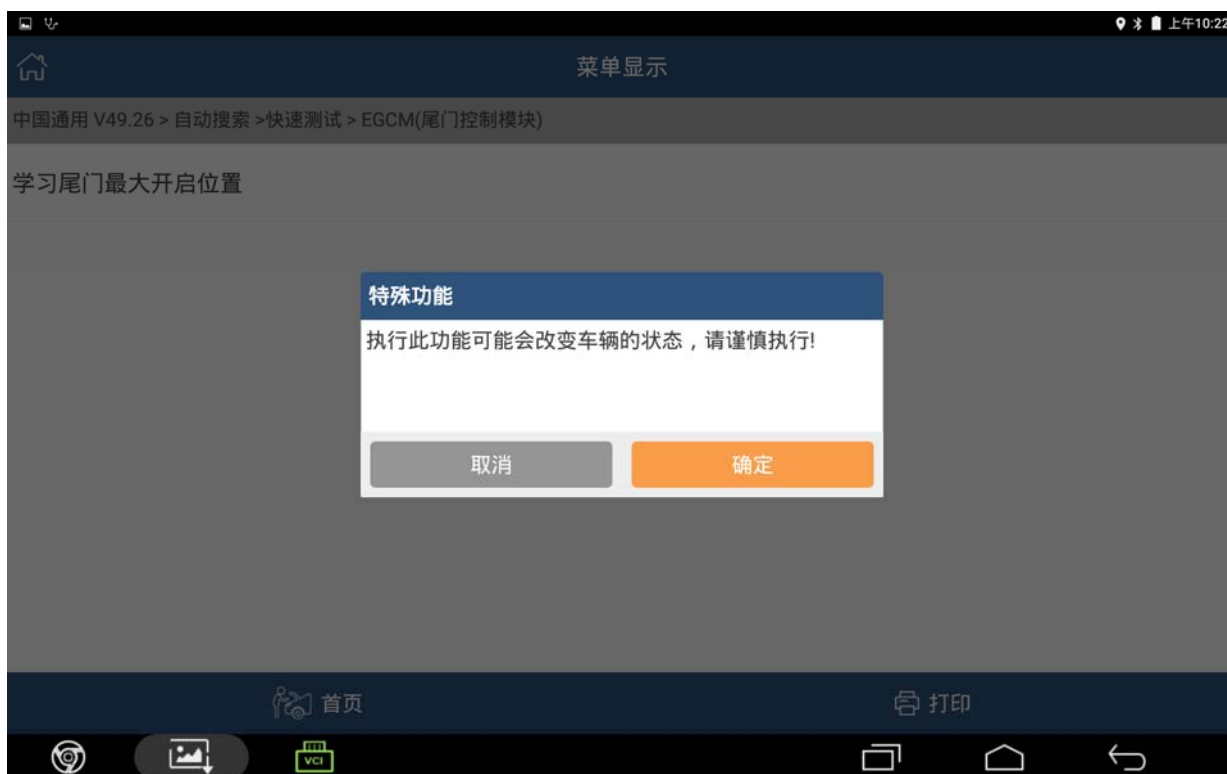 上午10:22
菜单显示
中国通用 V49.26 > 自动搜索 >快速测试 > EGCM(尾门控制模块)
学习尾门最大开启位置
特殊功能
执行此功能可能会改变车辆的状态，请谨慎执行!
取消
确定
首页
打印
VCI